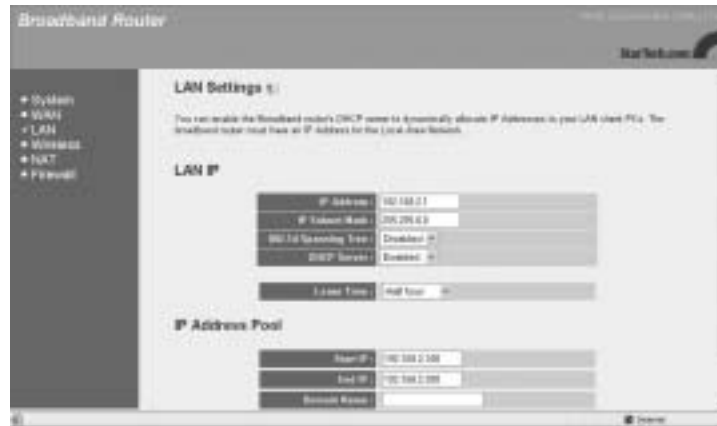 Broadband Router
StarTech.com
System
WAN
LAN
Wireless
NAT
Firewall
LAN Settings
You can enable the Broadband router's DHCP server to dynamically allocate IP Addresses to your LAN client PCs. The
broadband router must have an IP Address for the Local Area Network.
LAN IP
IP Address :
IP Subnet Mask :
802.1d Spanning Tree : Disabled
DHCP Server : Enabled
Lease Time : Half hour
IP Address Pool
Start IP :
End IP :
Domain Name :
Internet